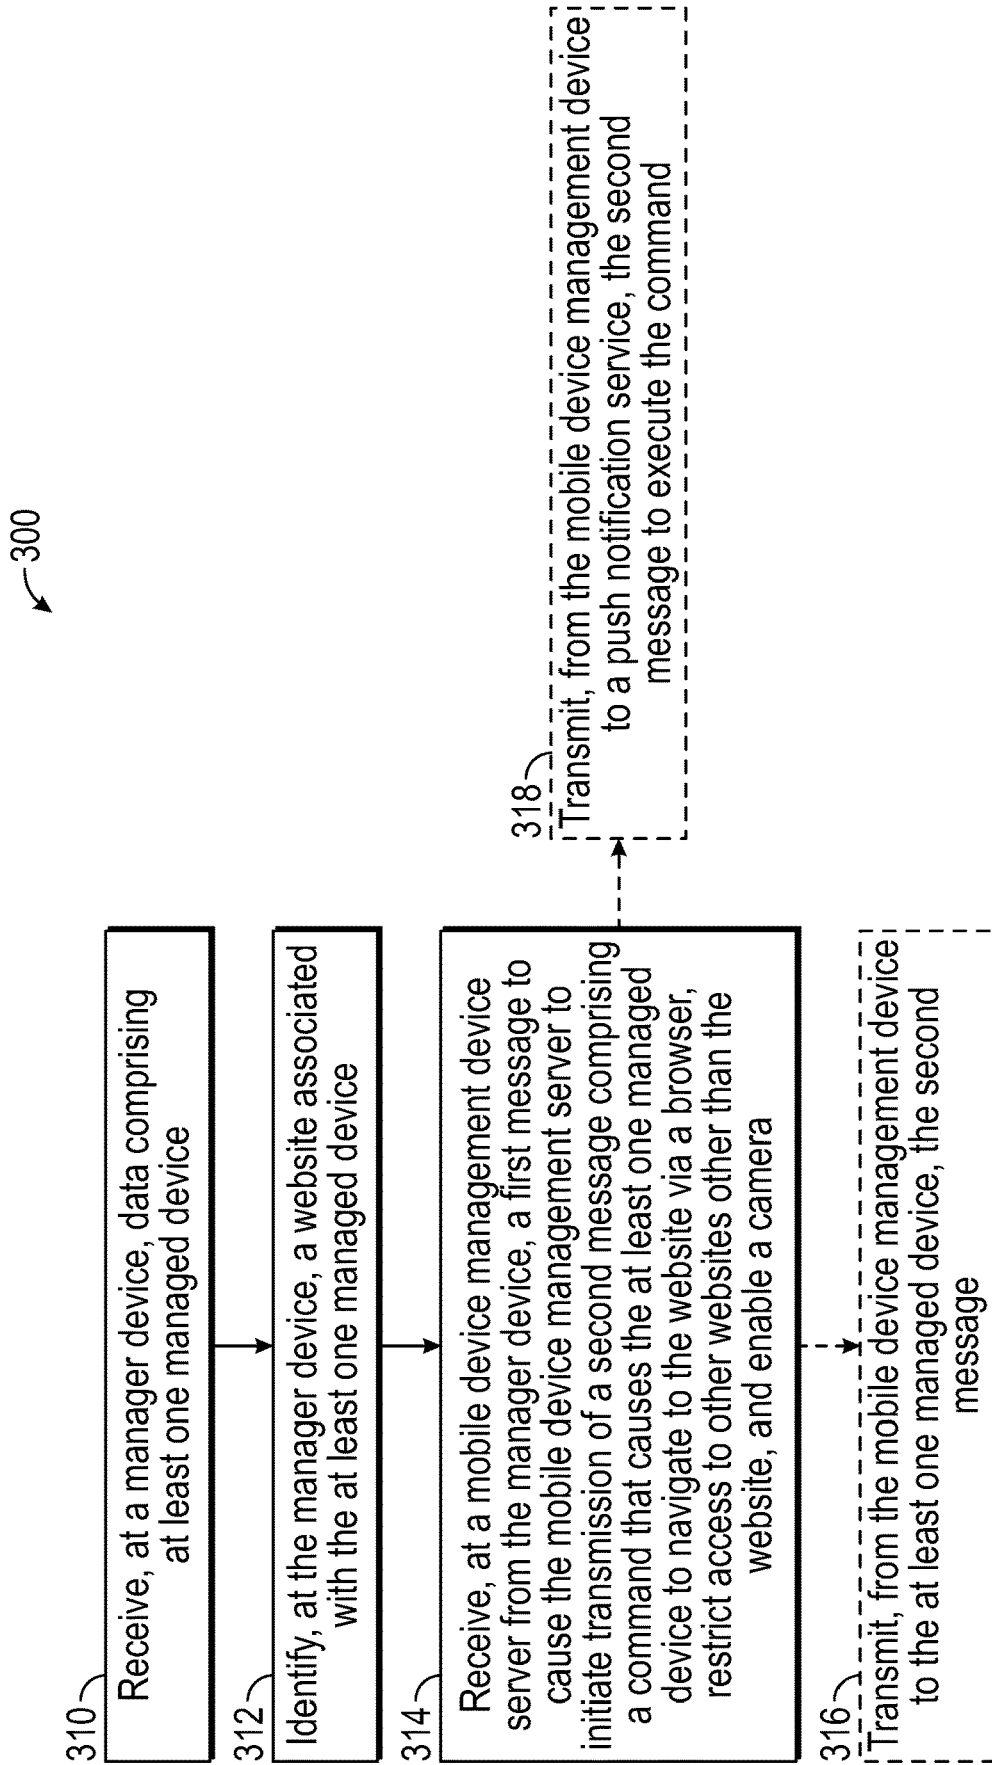 300
310
Receive, at a manager device, data comprising
at least one managed device
312
Identify, at the manager device, a website associated
with the at least one managed device
314
Receive, at a mobile device management device
server from the manager device, a first message to
cause the mobile device management server to
initiate transmission of a second message comprising
a command that causes the at least one managed
device to navigate to the website via a browser,
restrict access to other websites other than the
website, and enable a camera
316
Transmit, from the mobile device management device
to the at least one managed device, the second
message
318
Transmit, from the mobile device management device
to a push notification service, the second
message to execute the command